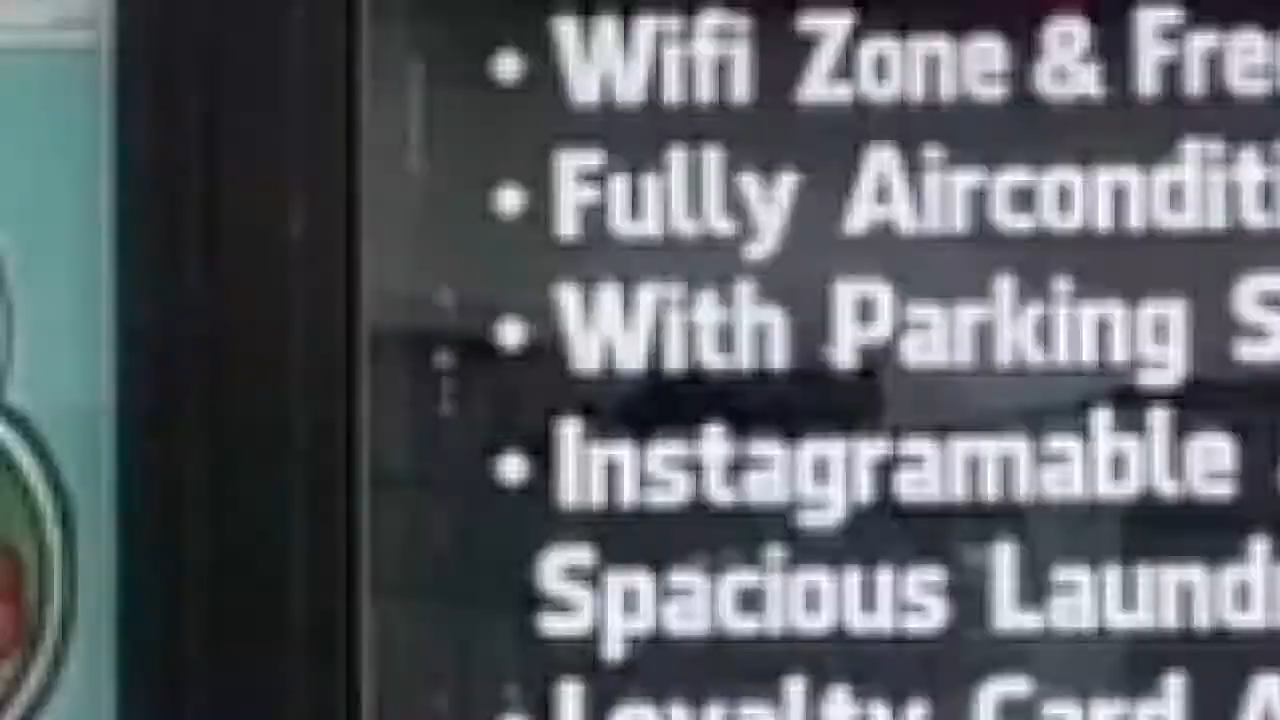 • Wifi Zone & Fre
• Fully Aircondit
• With Parking S
• Instagramable
Spacious Laund
• Loyalty Card A